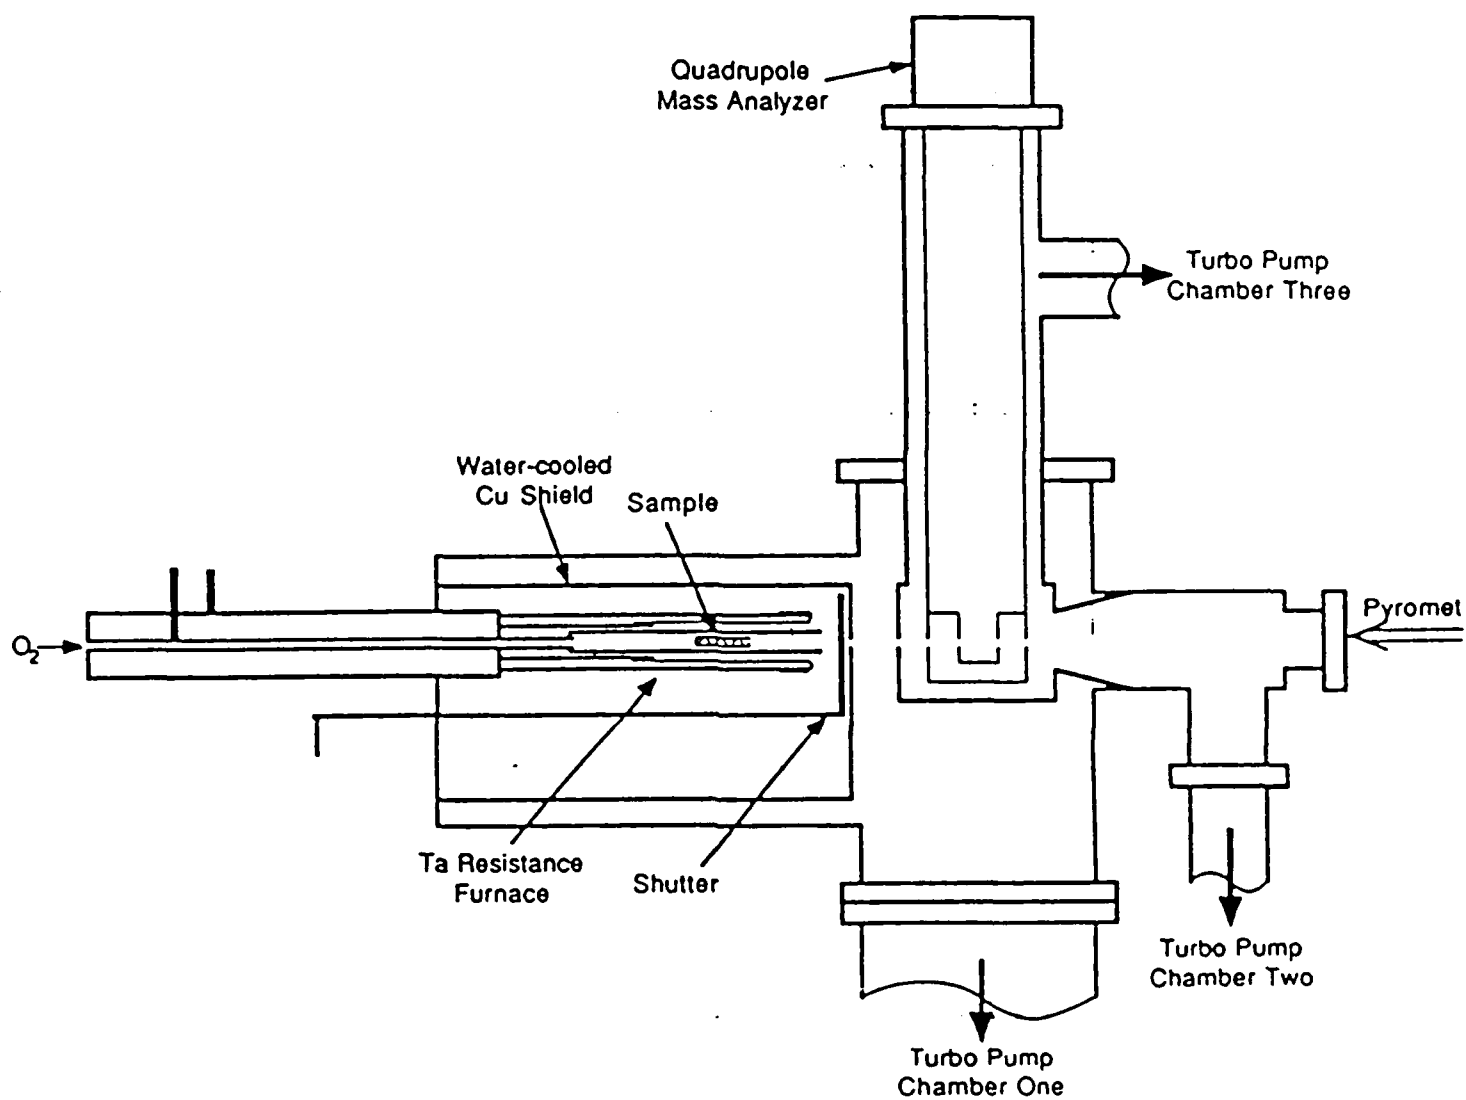 Quadrupole
Mass Analyzer
Turbo Pump
Chamber Three
Water-cooled
Cu Shield
Sample
Pyromet
O₂
Ta Resistance
Furnace
Shutter
Turbo Pump
Chamber Two
Turbo Pump
Chamber One